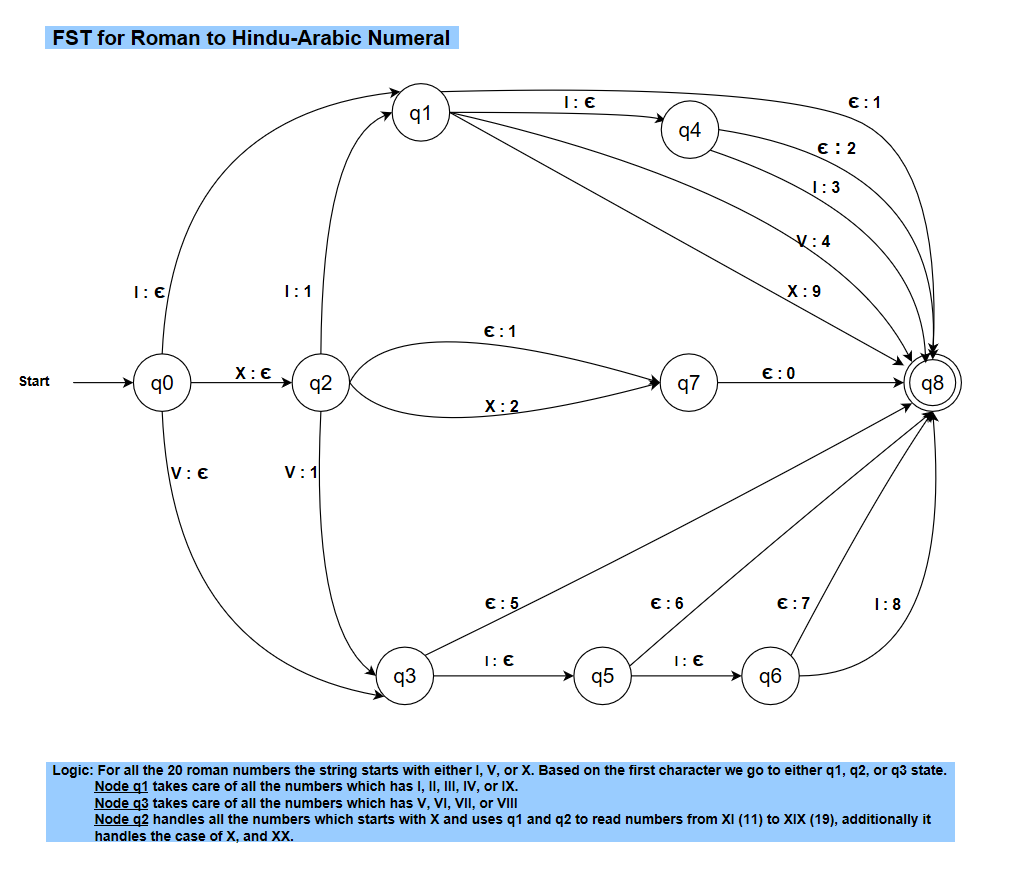 FST for Roman to Hindu-Arabic Numeral
Є : 1
I : Є
q1
q4
Є : 2
I : 3
V : 4
I : Є
I : 1
X : 9
Є : 1
X : Є
Є : 0
Start
q0
q2
q7
q8
X : 2
V : Є
V : 1
Є : 5
Є : 6
Є : 7
I : 8
I : Є
I : Є
q3
q5
q6
Logic: For all the 20 roman numbers the string starts with either I, V, or X. Based on the first character we go to either q1, q2, or q3 state.
Node q1 takes care of all the numbers which has I, II, III, IV, or IX.
Node q3 takes care of all the numbers which has V, VI, VII, or VIII
Node q2 handles all the numbers which starts with X and uses q1 and q2 to read numbers from XI (11) to XIX (19), additionally it
handles the case of X, and XX.